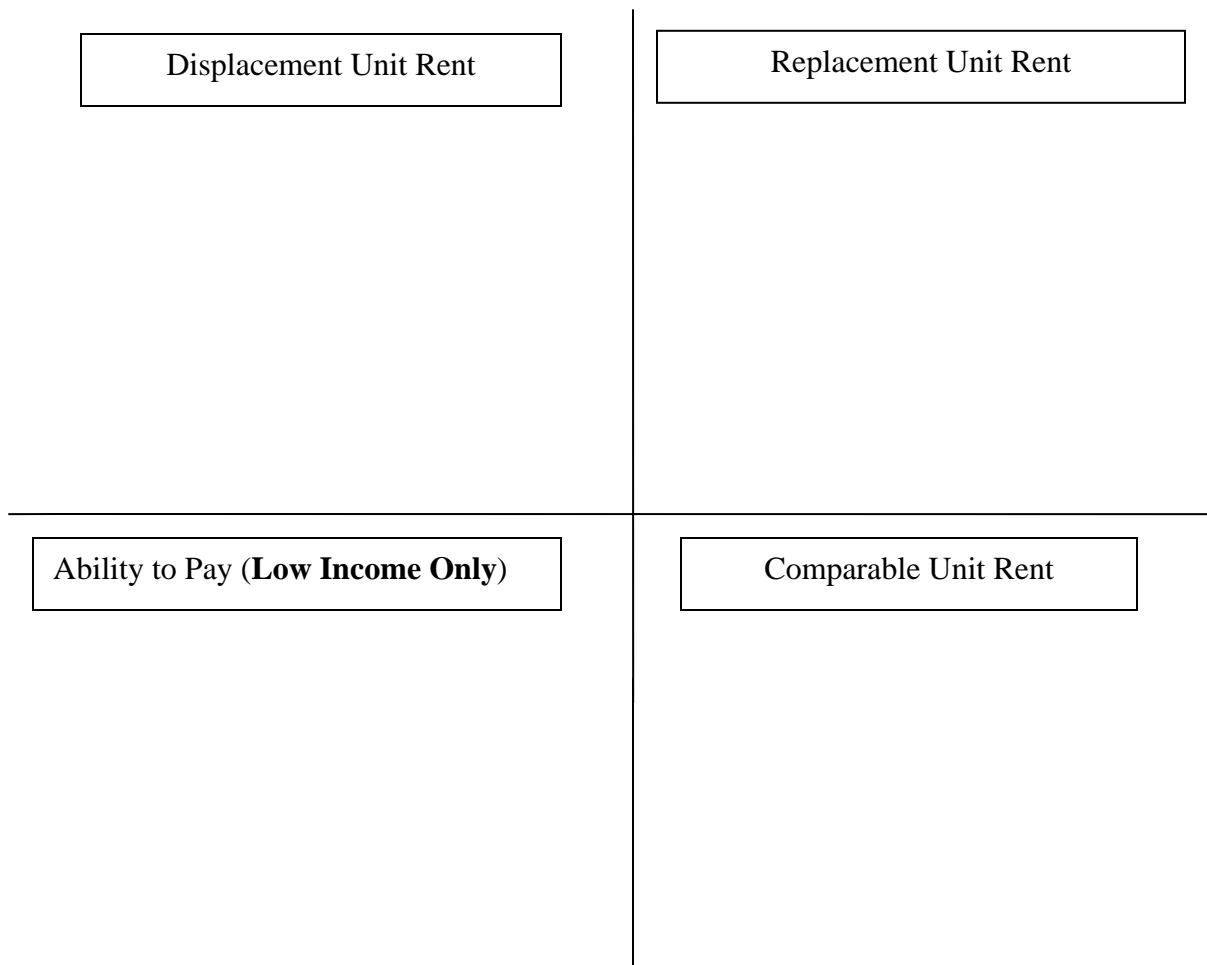 Displacement Unit Rent
Replacement Unit Rent
Ability to Pay (Low Income Only)
Comparable Unit Rent